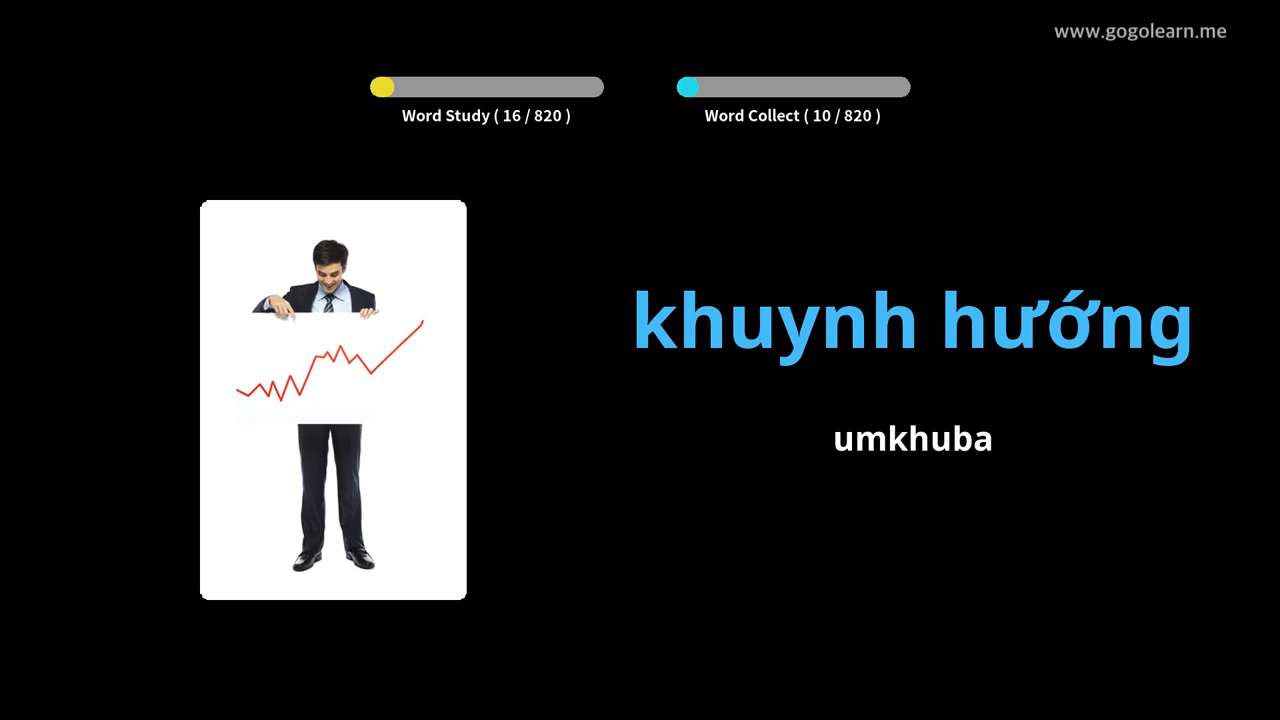 www.gogolearn.me
Word Study ( 16 / 820 )
Word Collect ( 10 / 820 )
khuynh hướng
umkhuba